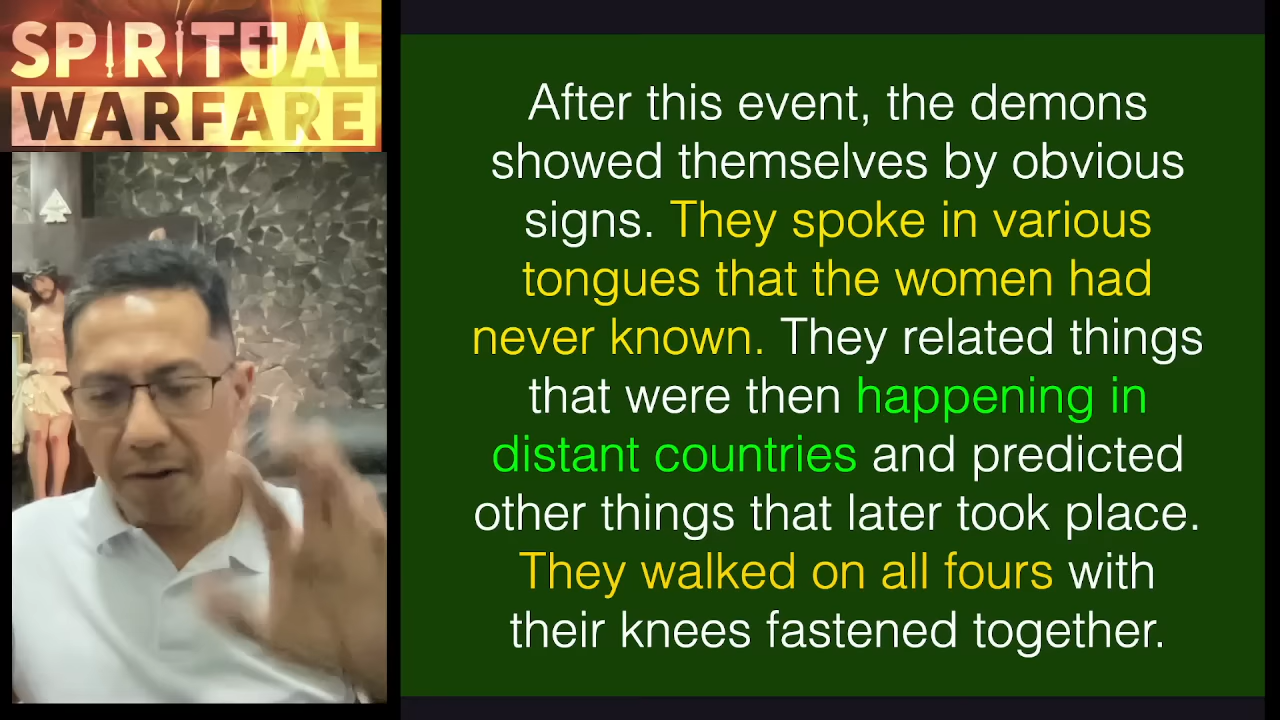 SPIRITUAL
WARFARE
After this event, the demons
showed themselves by obvious
signs. They spoke in various
tongues that the women had
never known. They related things
that were then happening in
distant countries and predicted
other things that later took place.
They walked on all fours with
their knees fastened together.